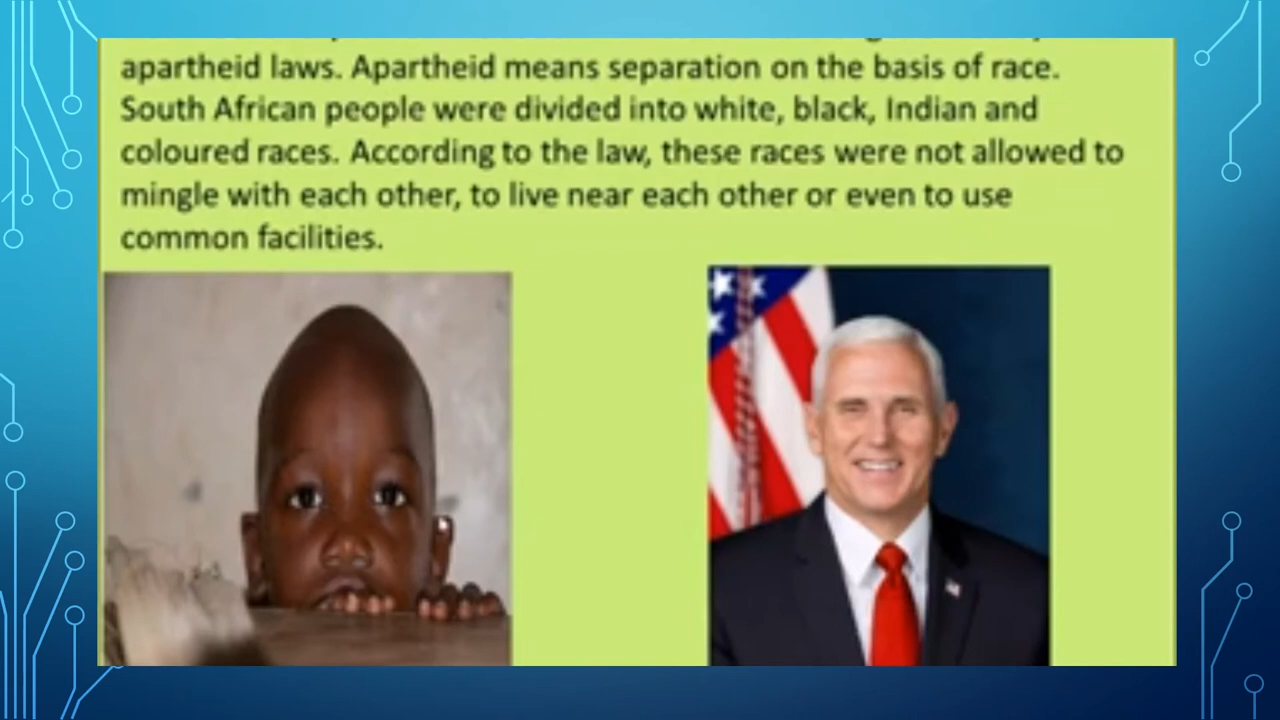 apartheid laws. Apartheid means separation on the basis of race.
South African people were divided into white, black, Indian and
coloured races. According to the law, these races were not allowed to
mingle with each other, to live near each other or even to use
common facilities.